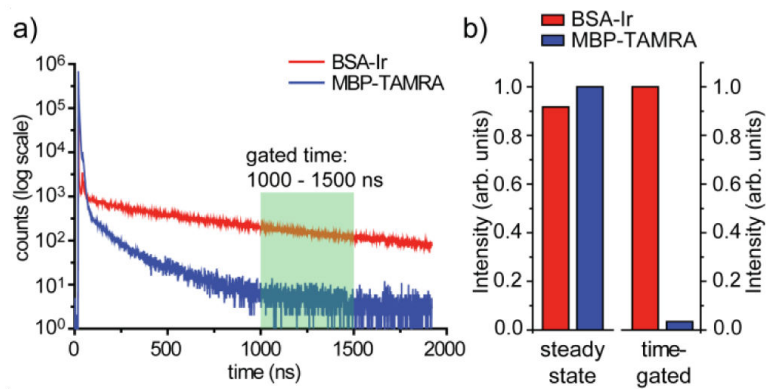 a)
BSA-Ir
MBP-TAMRA
10⁶
10⁵
10⁴
10³
10²
10¹
10⁰
counts (log scale)
gated time:
1000 - 1500 ns
0
500
1000
1500
2000
time (ns)
b)
BSA-Ir
MBP-TAMRA
1.0
0.8
0.6
0.4
0.2
0.0
Intensity (arb. units)
1.0
0.8
0.6
0.4
0.2
0.0
Intensity (arb. units)
steady
state
time-
gated